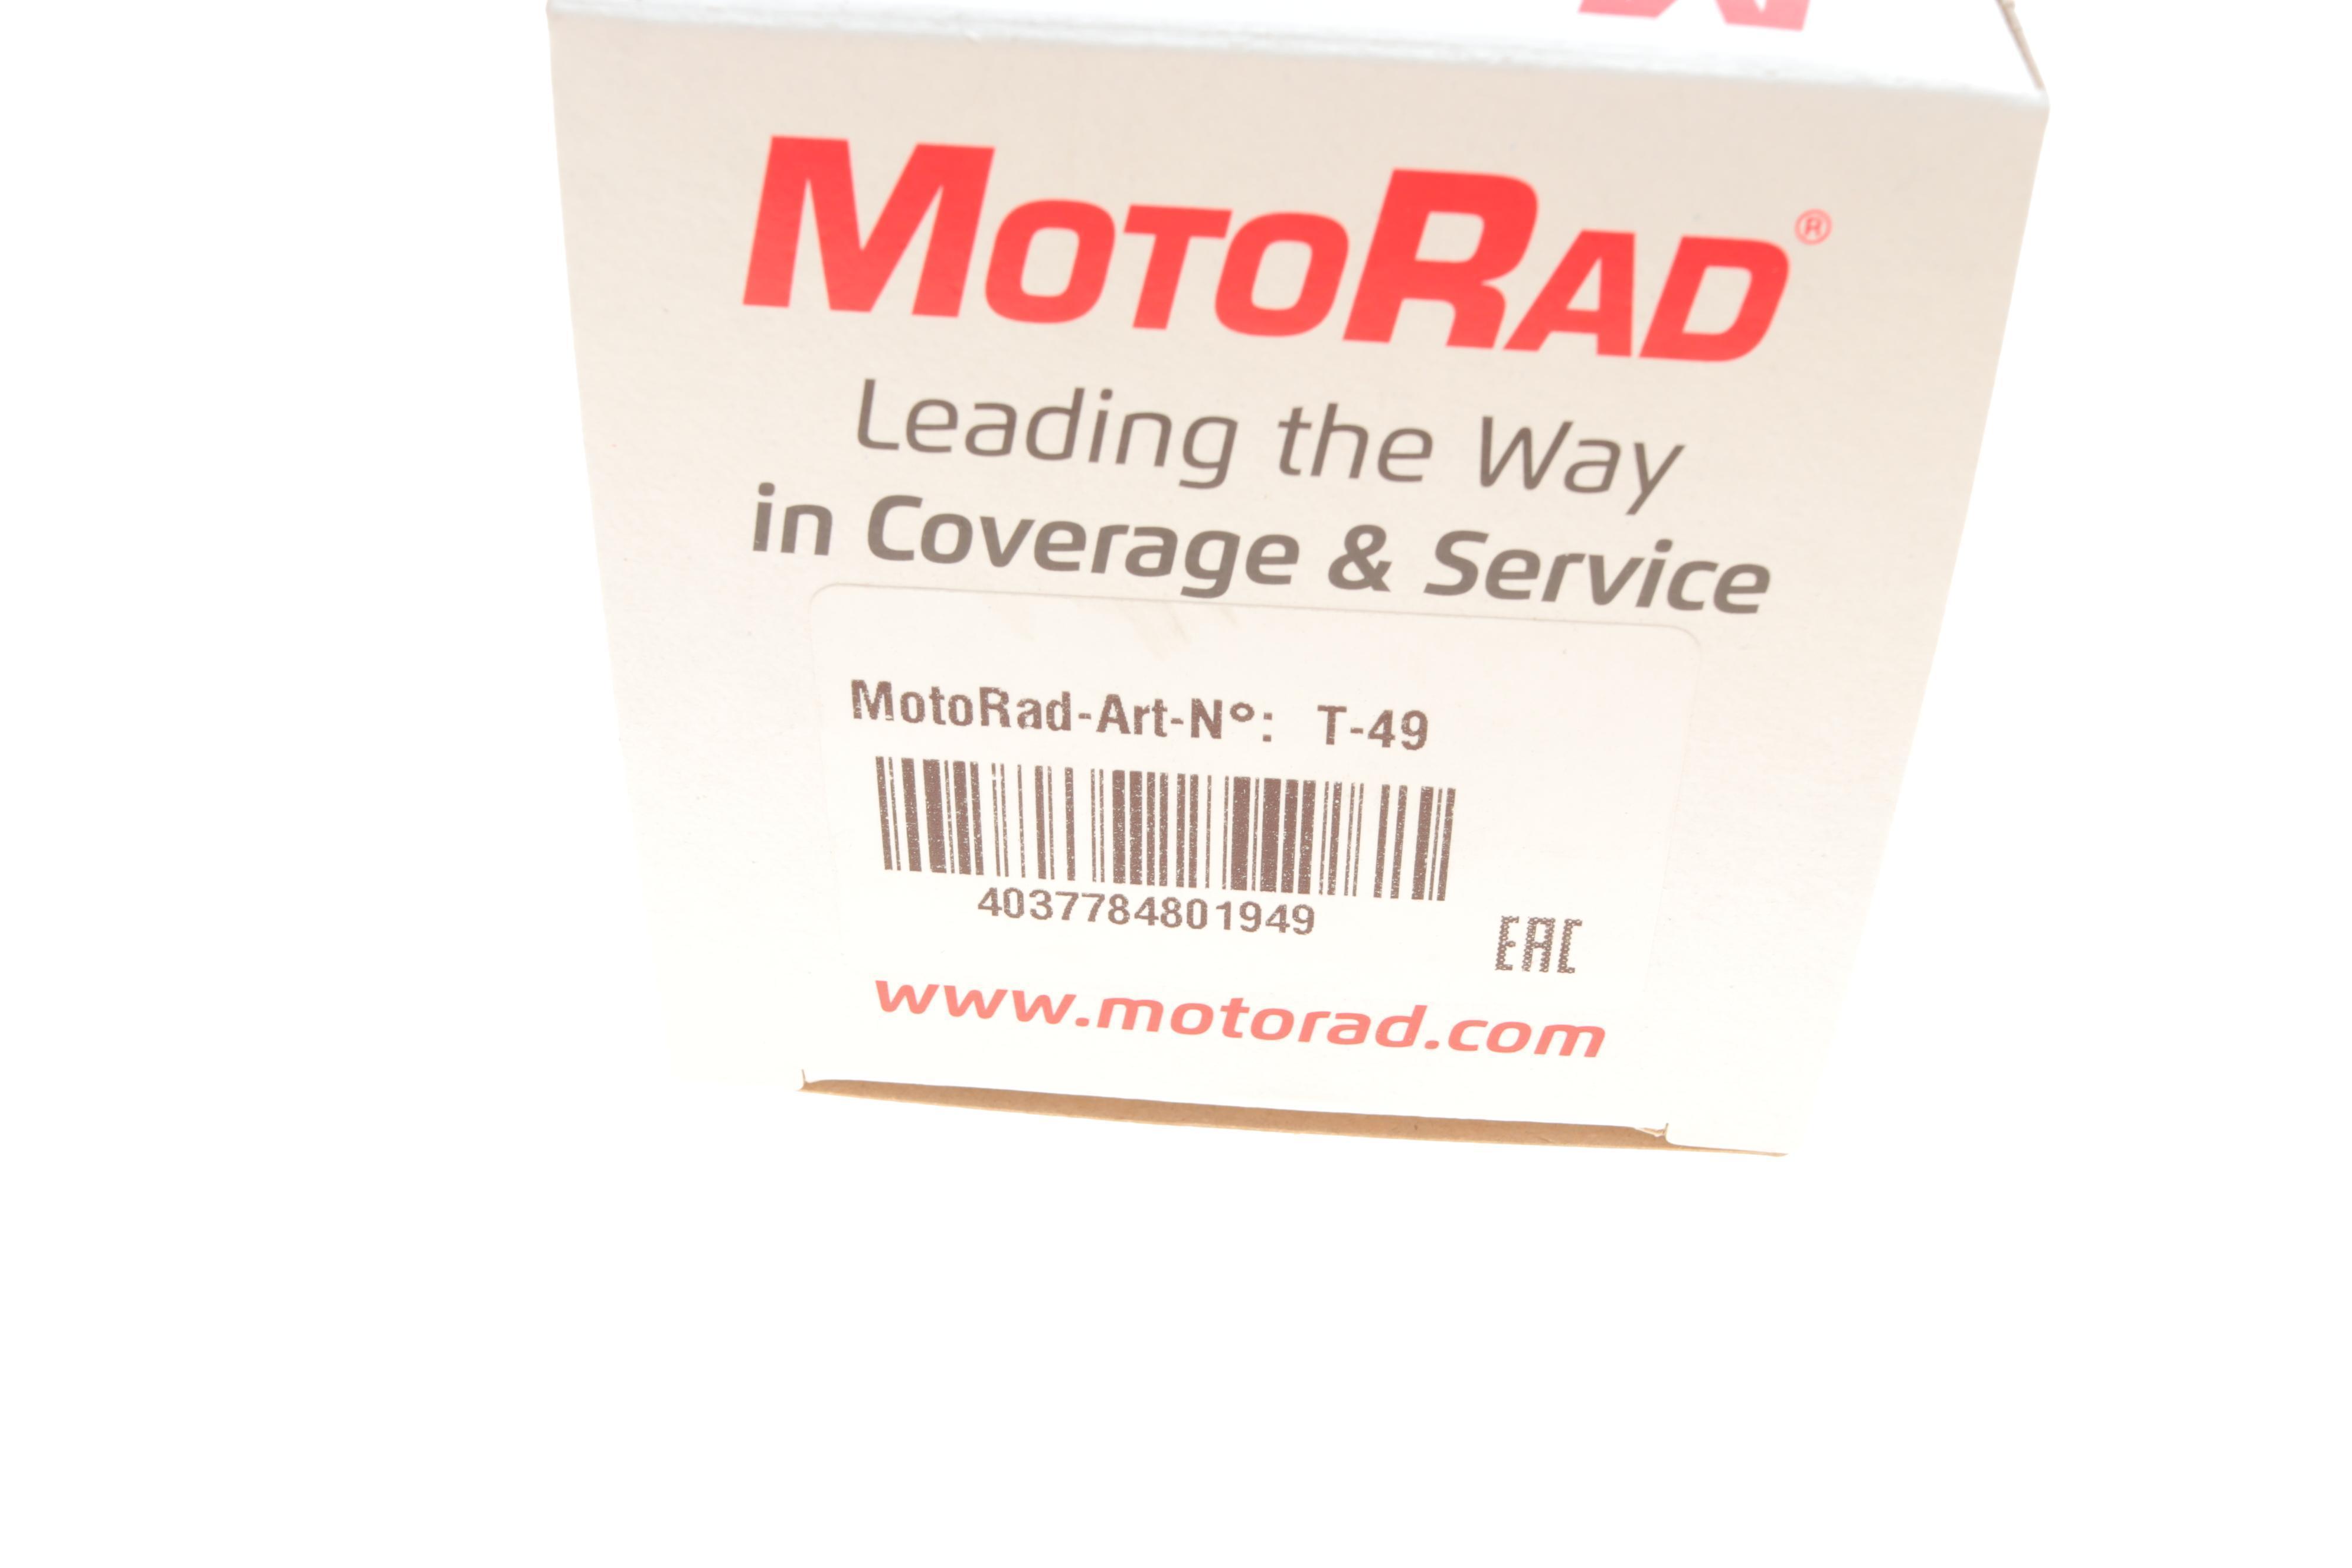 MOTORAD®
Leading the Way
in Coverage & Service
MotoRad-Art-N°: T-49
4037784801949
EAC
www.motorad.com